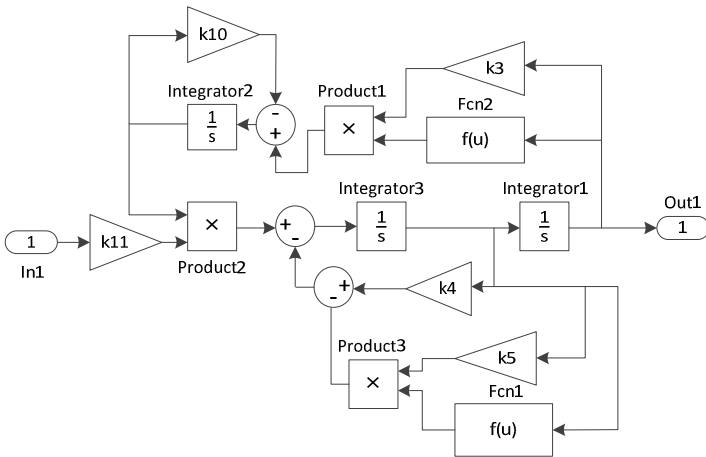 k10
Integrator2
Product1
k3
Fcn2
-
+
1
s
×
f(u)
Integrator3
Integrator1
Out1
1
k11
×
+
-
1
s
1
s
1
In1
Product2
-
+
k4
Product3
k5
Fcn1
×
f(u)